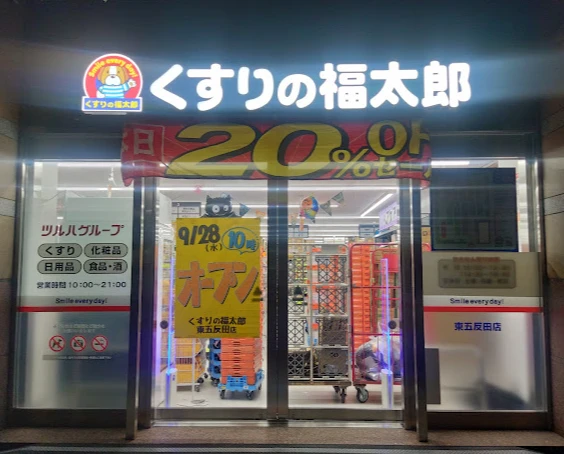 Smile every day!
くすりの福太郎
くすりの福太郎
日
20%OFF
ツルハグループ
くすり
化粧品
日用品
食品・酒
営業時間 10:00〜21:00
Smile every day!
9/28
(水)
10時
オープン
くすりの福太郎
東五反田店
Smile every day!
東五反田店